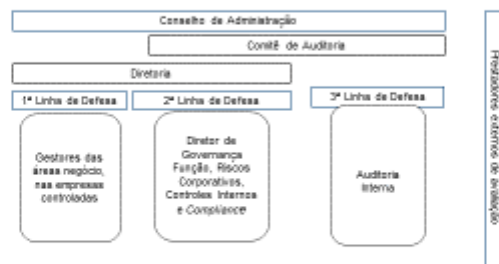 Conselho de Administração
Comitê de Auditoria
Diretoria
1ª Linha de Defesa
2ª Linha de Defesa
3ª Linha de Defesa
Gestores das
áreas negócio,
nas empresas
controladas
Diretor de
Governança
Função, Riscos
Corporativos,
Controles Internos
e Compliance
Auditoria
Interna
Prestadores externos de avaliação